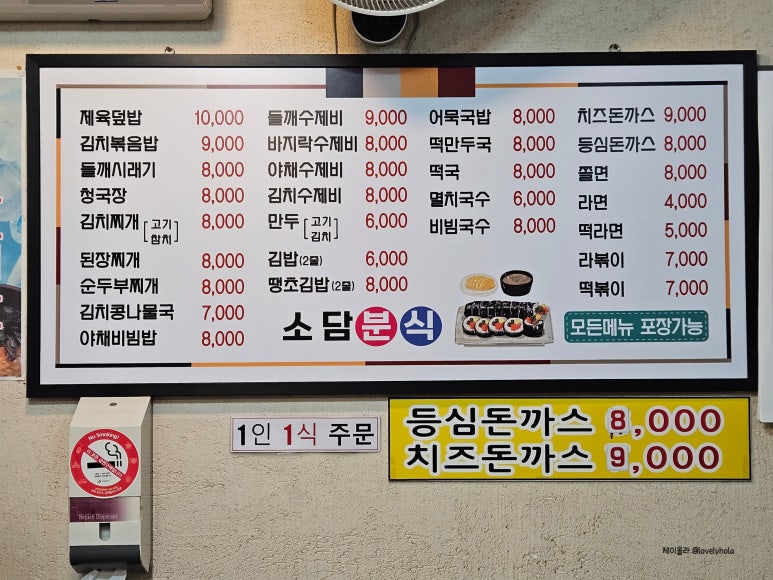 제육덮밥 10,000
김치볶음밥 9,000
들깨시래기 8,000
청국장 8,000
김치찌개 [고기 참치] 8,000
된장찌개 8,000
순두부찌개 8,000
김치콩나물국 7,000
야채비빔밥 8,000
들깨수제비 9,000
바지락수제비 8,000
야채수제비 8,000
김치수제비 8,000
만두 [고기 김치] 6,000
김밥(2줄) 6,000
땡초김밥(2줄) 8,000
어묵국밥 8,000
떡만두국 8,000
떡국 8,000
멸치국수 6,000
비빔국수 8,000
치즈돈까스 9,000
등심돈까스 8,000
쫄면 8,000
라면 4,000
떡라면 5,000
라볶이 7,000
떡볶이 7,000
소담분식
모든메뉴 포장가능
1인 1식 주문
등심돈까스 8,000
치즈돈까스 9,000
No Smoking!
Napkin Dispenser
제이올라 @lovelyhola